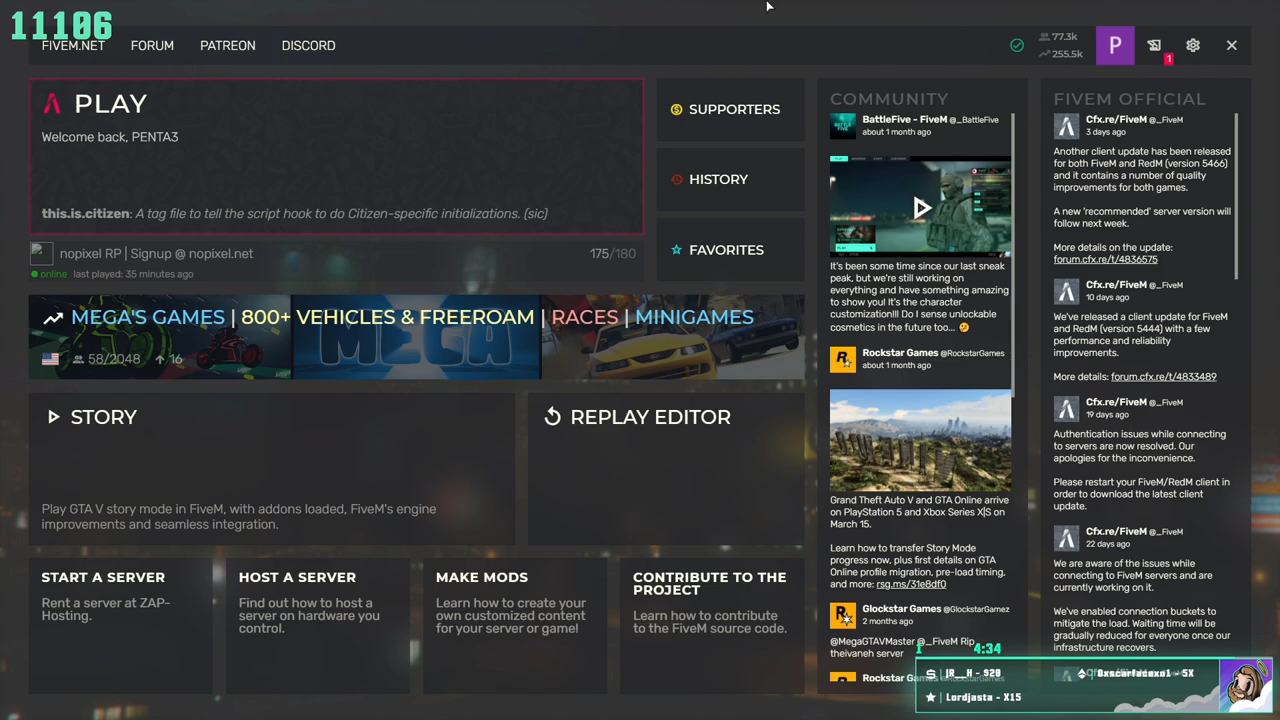 11106
FIVEM.NET
FORUM
PATREON
DISCORD
77.3k
255.5k
P
1
PLAY
Welcome back, PENTA3
this.is.citizen: A tag file to tell the script hook to do Citizen-specific initializations. (sic)
nopixel RP | Signup @ nopixel.net
175/180
online
last played: 35 minutes ago
SUPPORTERS
HISTORY
FAVORITES
MEGA'S GAMES | 800+ VEHICLES & FREEROAM | RACES | MINIGAMES
MEGA
58/2048
16
STORY
Play GTA V story mode in FiveM, with addons loaded, FiveM's engine
improvements and seamless integration.
REPLAY EDITOR
START A SERVER
Rent a server at ZAP-
Hosting.
HOST A SERVER
Find out how to host a
server on hardware you
control.
MAKE MODS
Learn how to create your
own customized content
for your server or game!
CONTRIBUTE TO THE
PROJECT
Learn how to contribute
to the FiveM source code.
COMMUNITY
BattleFive - FiveM @_BattleFive
about 1 month ago
It's been some time since our last sneak
peak, but we're still working on
everything and have something amazing
to show you! It's the character
customization!!! Do I sense unlockable
cosmetics in the future too... 🤔
Rockstar Games @RockstarGames
about 1 month ago
Grand Theft Auto V and GTA Online arrive
on PlayStation 5 and Xbox Series X|S on
March 15.
Learn how to transfer Story Mode
progress now, plus first details on GTA
Online profile migration, pre-load timing,
and more: rsg.ms/31e8df0
Glockstar Games @GlockstarGamez
2 months ago
@MegaGTAVMaster @_FiveM Rip
theivaneh server
Rockstar Games
FIVEM OFFICIAL
Cfx.re/FiveM @_FiveM
3 days ago
Another client update has been released
for both FiveM and RedM (version 5466)
and it contains a number of quality
improvements for both games.
A new 'recommended' server version will
follow next week.
More details on the update:
forum.cfx.re/t/4836575
Cfx.re/FiveM @_FiveM
10 days ago
We've released a client update for FiveM
and RedM (version 5444) with a few
performance and reliability
improvements.
More details: forum.cfx.re/t/4833489
Cfx.re/FiveM @_FiveM
19 days ago
Authentication issues while connecting
to servers are now resolved. Our
apologies for the inconvenience.
Please restart your FiveM/RedM client in
order to download the latest client
update.
Cfx.re/FiveM @_FiveM
22 days ago
We are aware of the issues while
connecting to FiveM servers and are
currently working on it.
We've enabled connection buckets to
mitigate the load. Waiting time will be
gradually reduced for everyone once our
infrastructure recovers.
1
4:34
JR__H - 920
0xscarfacexo1 - 5X
Lordjasta - X15